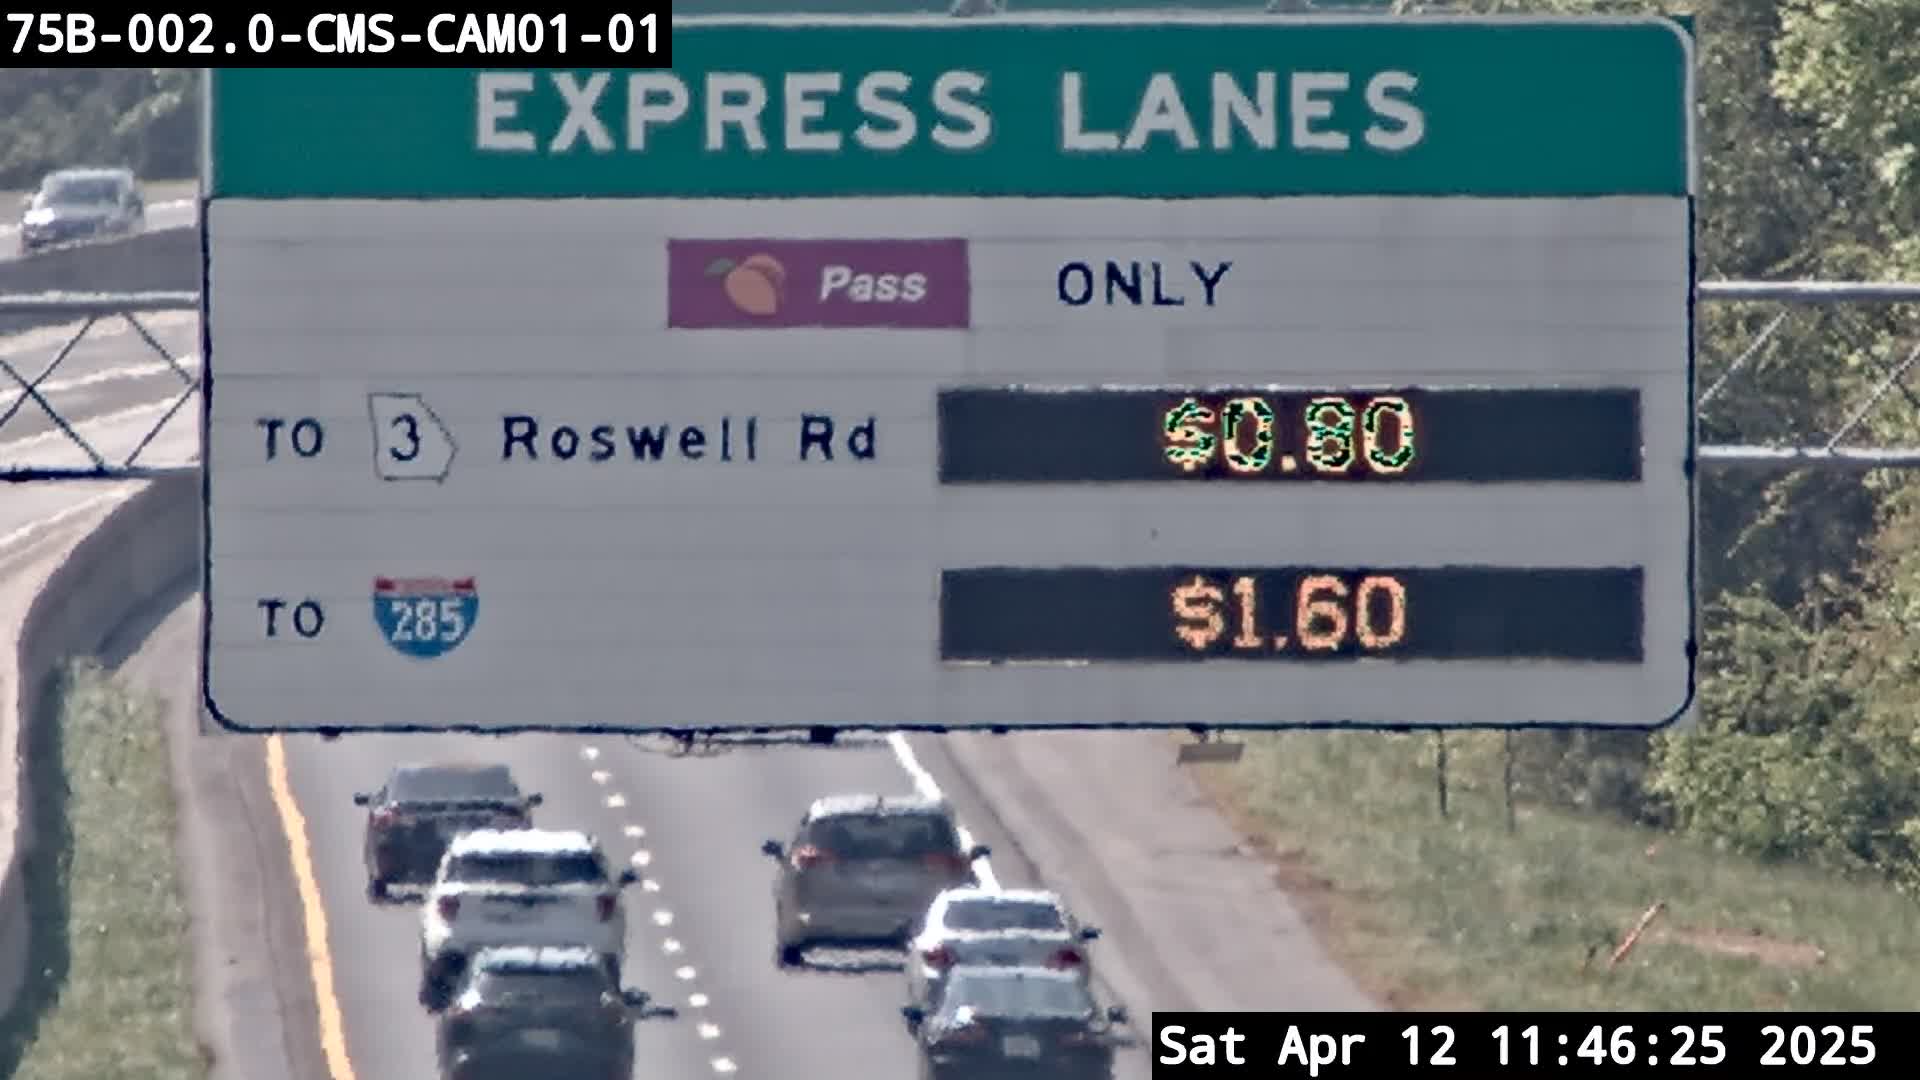 75B-002.0-CMS-CAM01-01
EXPRESS LANES
Pass ONLY
TO 3 Roswell Rd $0.80
TO 285 $1.60
Sat Apr 12 11:46:25 2025